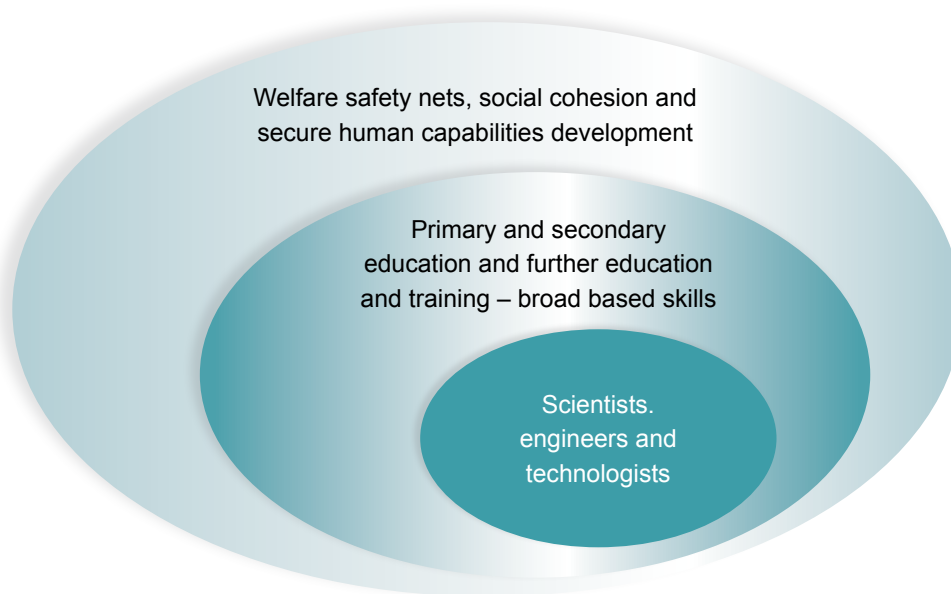 Welfare safety nets, social cohesion and
secure human capabilities development
Primary and secondary
education and further education
and training – broad based skills
Scientists.
engineers and
technologists